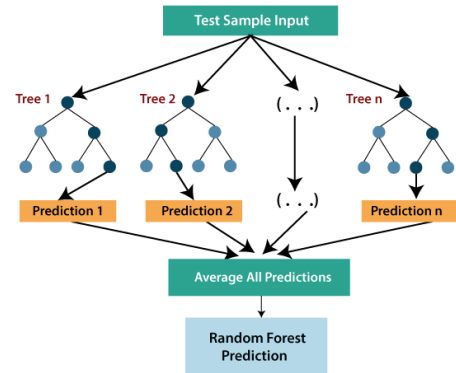 Test Sample Input
Tree 1
Tree 2
(. . .)
Tree n
(. . .)
Prediction 1
Prediction 2
Prediction n
Average All Predictions
Random Forest
Prediction